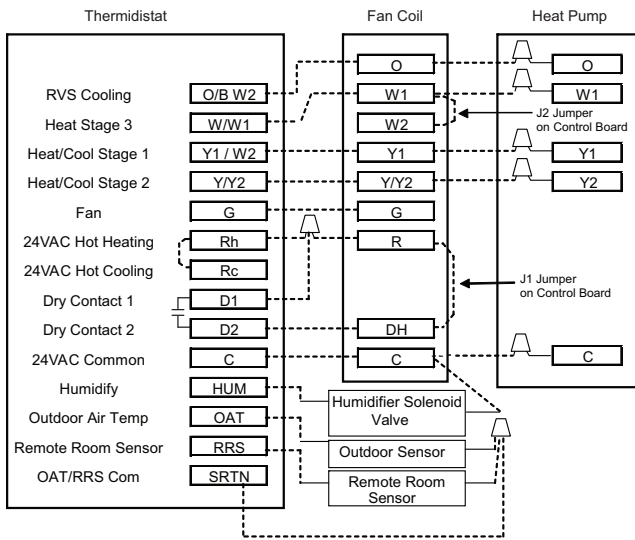 Thermidistat
Fan Coil
Heat Pump
O
O
RVS Cooling
O/B W2
W1
W1
Heat Stage 3
W/W1
W2
J2 Jumper
on Control Board
Heat/Cool Stage 1
Y1 / W2
Y1
Y1
Heat/Cool Stage 2
Y/Y2
Y/Y2
Y2
Fan
G
G
24VAC Hot Heating
Rh
R
24VAC Hot Cooling
Rc
J1 Jumper
on Control Board
Dry Contact 1
D1
Dry Contact 2
D2
DH
24VAC Common
C
C
C
Humidify
HUM
Humidifier Solenoid
Valve
Outdoor Air Temp
OAT
Outdoor Sensor
Remote Room Sensor
RRS
Remote Room
Sensor
OAT/RRS Com
SRTN